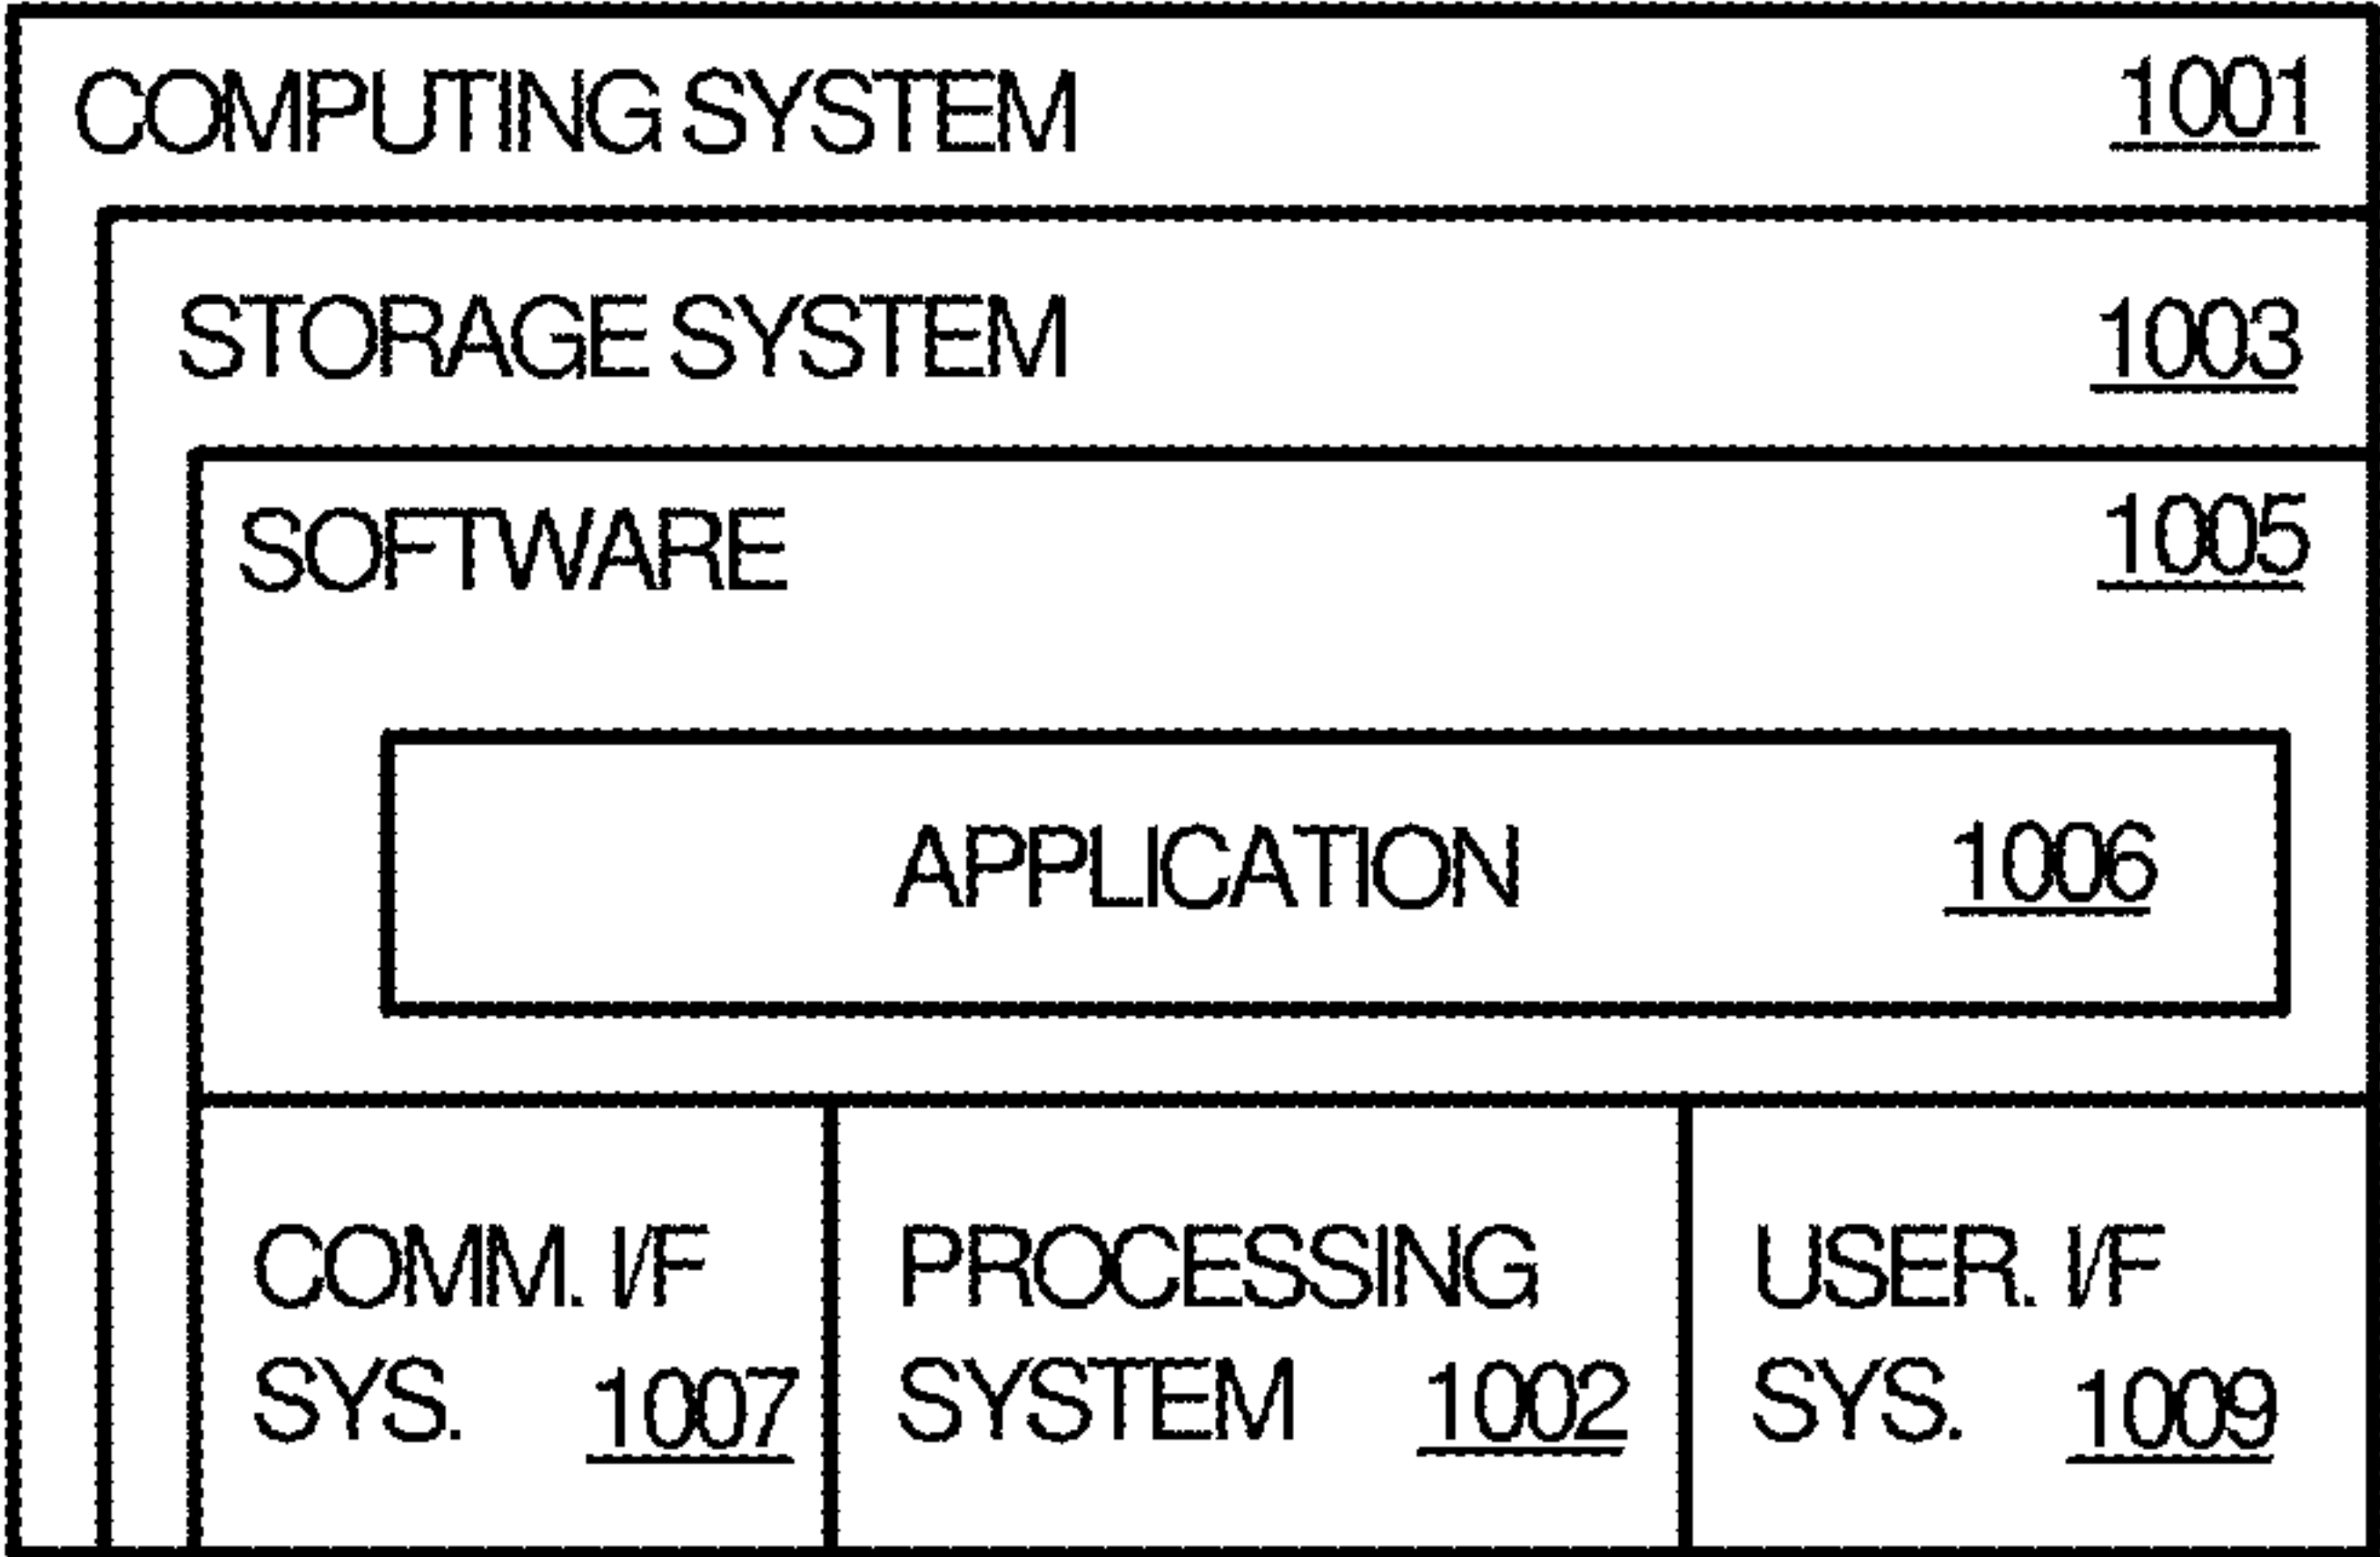 COMPUTING SYSTEM 1001
STORAGE SYSTEM 1003
SOFTWARE 1005
APPLICATION 1006
COMM. I/F
SYS. 1007
PROCESSING
SYSTEM 1002
USER. I/F
SYS. 1009